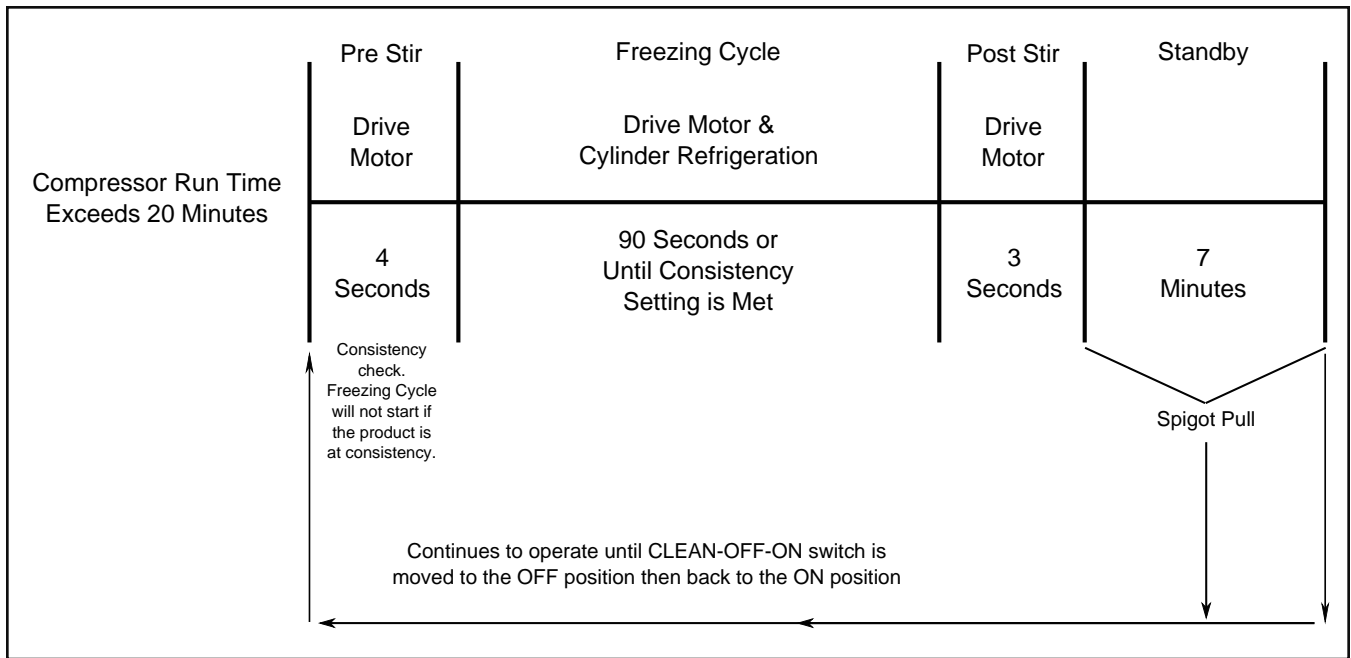 Pre Stir
Freezing Cycle
Post Stir
Standby
Drive
Motor
Drive Motor &
Cylinder Refrigeration
Drive
Motor
Compressor Run Time
Exceeds 20 Minutes
4
Seconds
90 Seconds or
Until Consistency
Setting is Met
3
Seconds
7
Minutes
Consistency
check.
Freezing Cycle
will not start if
the product is
at consistency.
Spigot Pull
Continues to operate until CLEAN-OFF-ON switch is
moved to the OFF position then back to the ON position